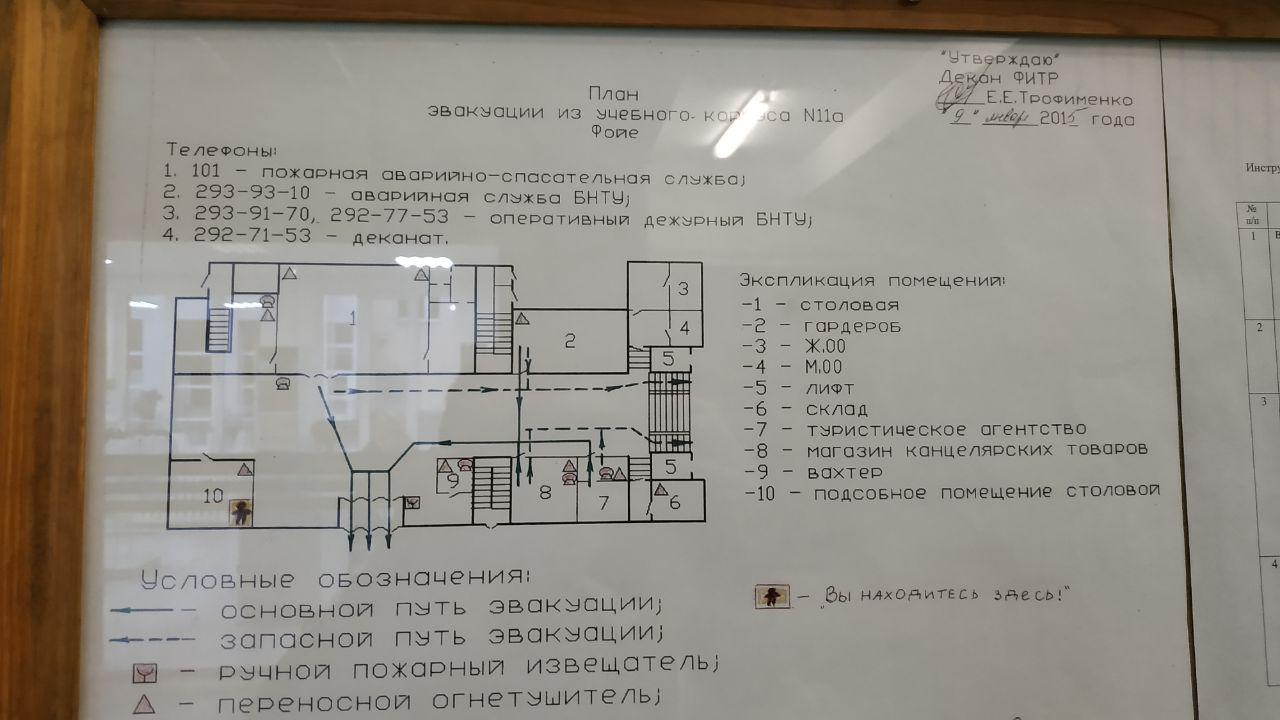 "Утверждаю"
Декан ФИТР
Е.Е.Трофименко
"9" январ 2015 года
План
эвакуации из учебного корпуса N11а
Фойе
Телефоны:
1. 101 - пожарная аварийно-спасательная служба;
2. 293-93-10 - аварийная служба БНТУ;
3. 293-91-70, 292-77-53 - оперативный дежурный БНТУ;
4. 292-71-53 - деканат.
1
2
3
4
5
5
6
7
8
9
10
Экспликация помещений:
-1 - столовая
-2 - гардероб
-3 - Ж.00
-4 - М.00
-5 - лифт
-6 - склад
-7 - туристическое агентство
-8 - магазин канцелярских товаров
-9 - вахтер
-10 - подсобное помещение столовой
Условные обозначения:
- основной путь эвакуации;
- запасной путь эвакуации;
- ручной пожарный извещатель;
- переносной огнетушитель;
- „Вы находитесь здесь!"
Инстру
№
п/п
1 В
2
3
4